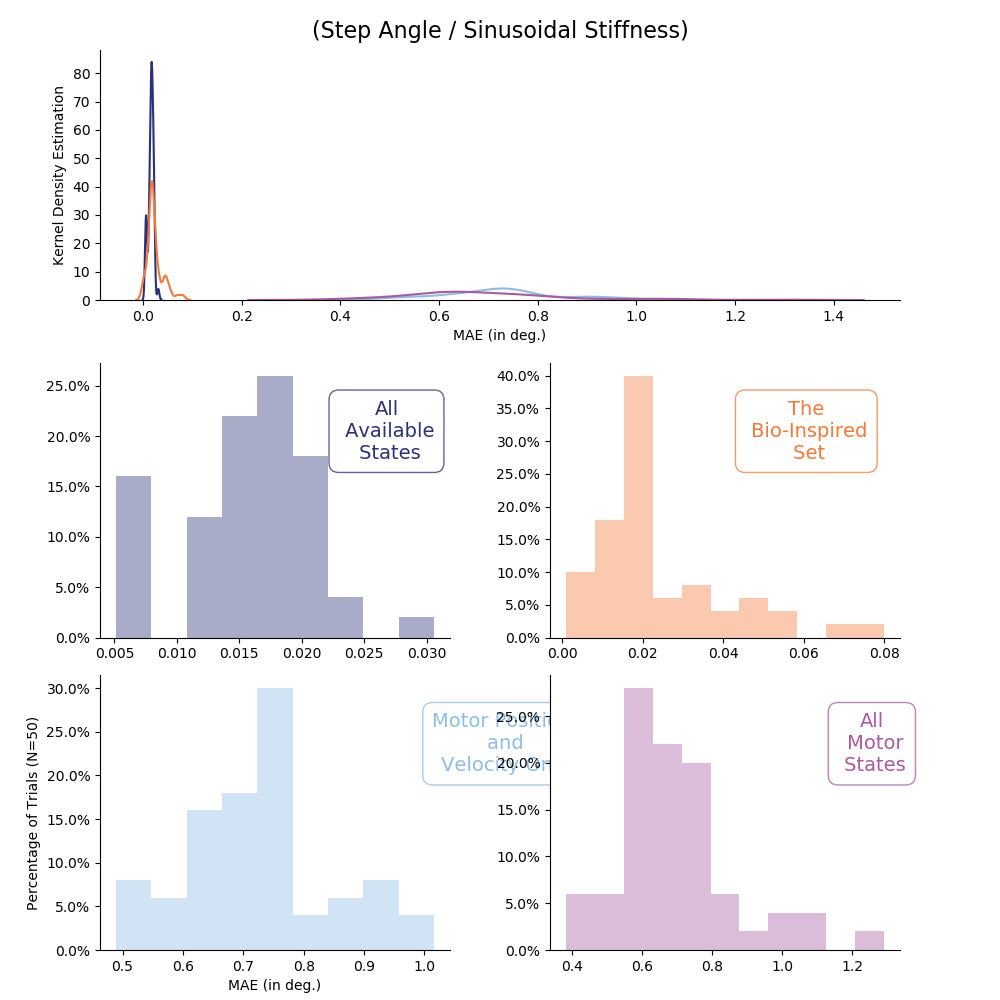 (Step Angle / Sinusoidal Stiffness)
Kernel Density Estimation
80
70
60
50
40
30
20
10
0
0.0 0.2 0.4 0.6 0.8 1.0 1.2 1.4
MAE (in deg.)
25.0%
20.0%
15.0%
10.0%
5.0%
0.0%
0.005 0.010 0.015 0.020 0.025 0.030
All
Available
States
40.0%
35.0%
30.0%
25.0%
20.0%
15.0%
10.0%
5.0%
0.0%
0.00 0.02 0.04 0.06 0.08
The
Bio-Inspired
Set
Percentage of Trials (N=50)
30.0%
25.0%
20.0%
15.0%
10.0%
5.0%
0.0%
0.5 0.6 0.7 0.8 0.9 1.0
MAE (in deg.)
Motor
and
Velocity
25.0%
20.0%
15.0%
10.0%
5.0%
0.0%
0.4 0.6 0.8 1.0 1.2
All
Motor
States